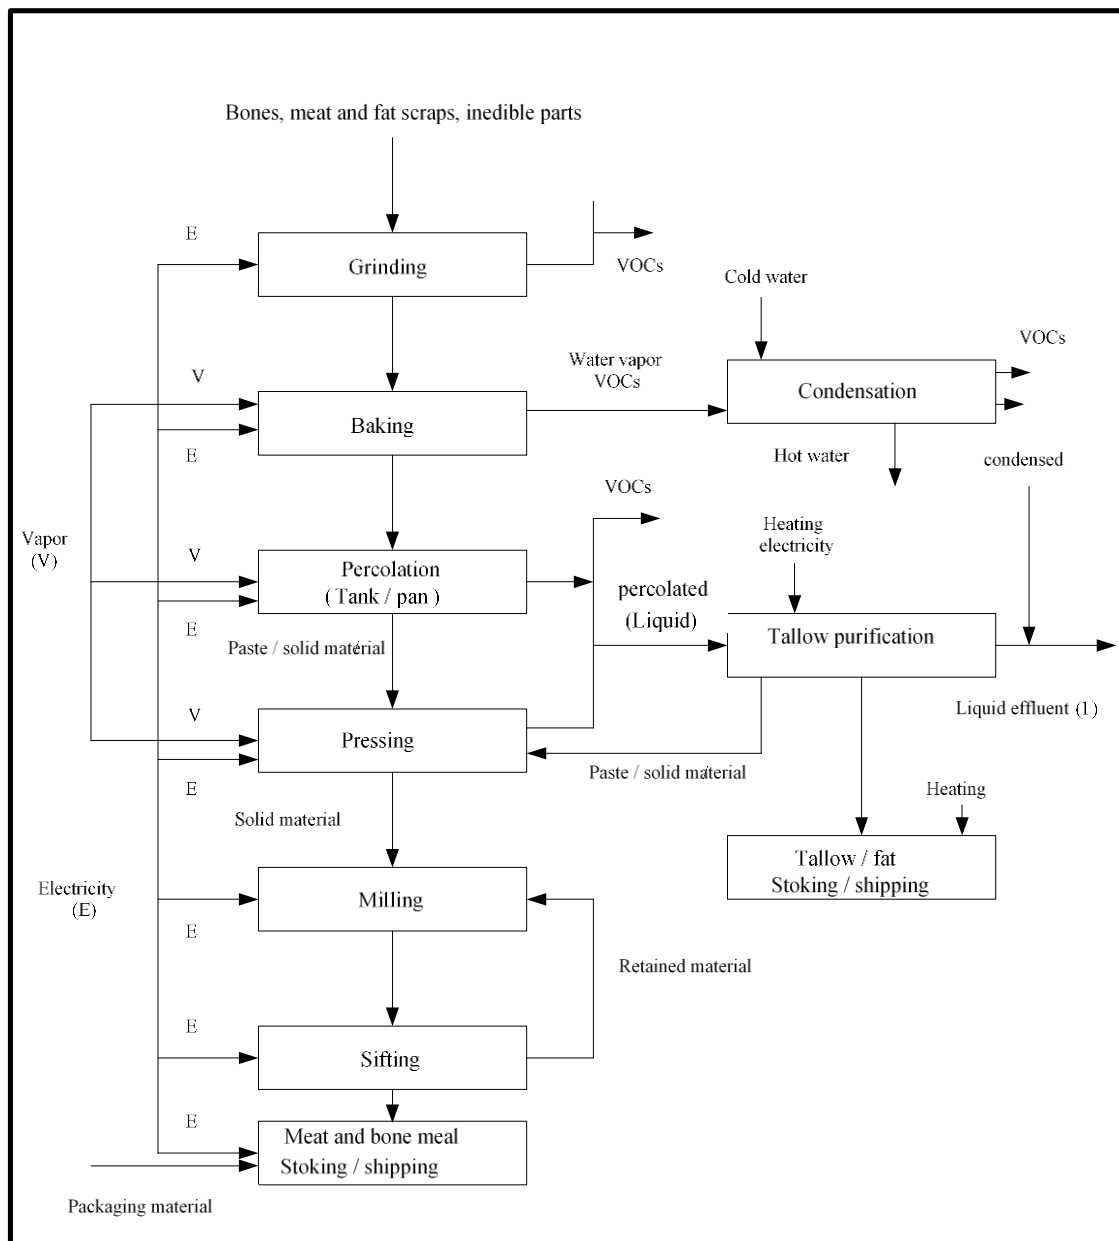 Bones, meat and fat scraps, inedible parts
E
Grinding
VOCs
Cold water
V
Water vapor
VOCs
VOCs
Condensation
Baking
E
Hot water
condensed
VOCs
Vapor
(V)
V
Heating
electricity
Percolation
( Tank / pan )
percolated
(Liquid)
E
Tallow purification
Paste / solid material
V
Liquid effluent (1)
Pressing
Paste / solid material
E
Heating
Solid material
Tallow / fat
Stoking / shipping
Electricity
(E)
Milling
E
Retained material
E
Sifting
E
Meat and bone meal
Stoking / shipping
Packaging material